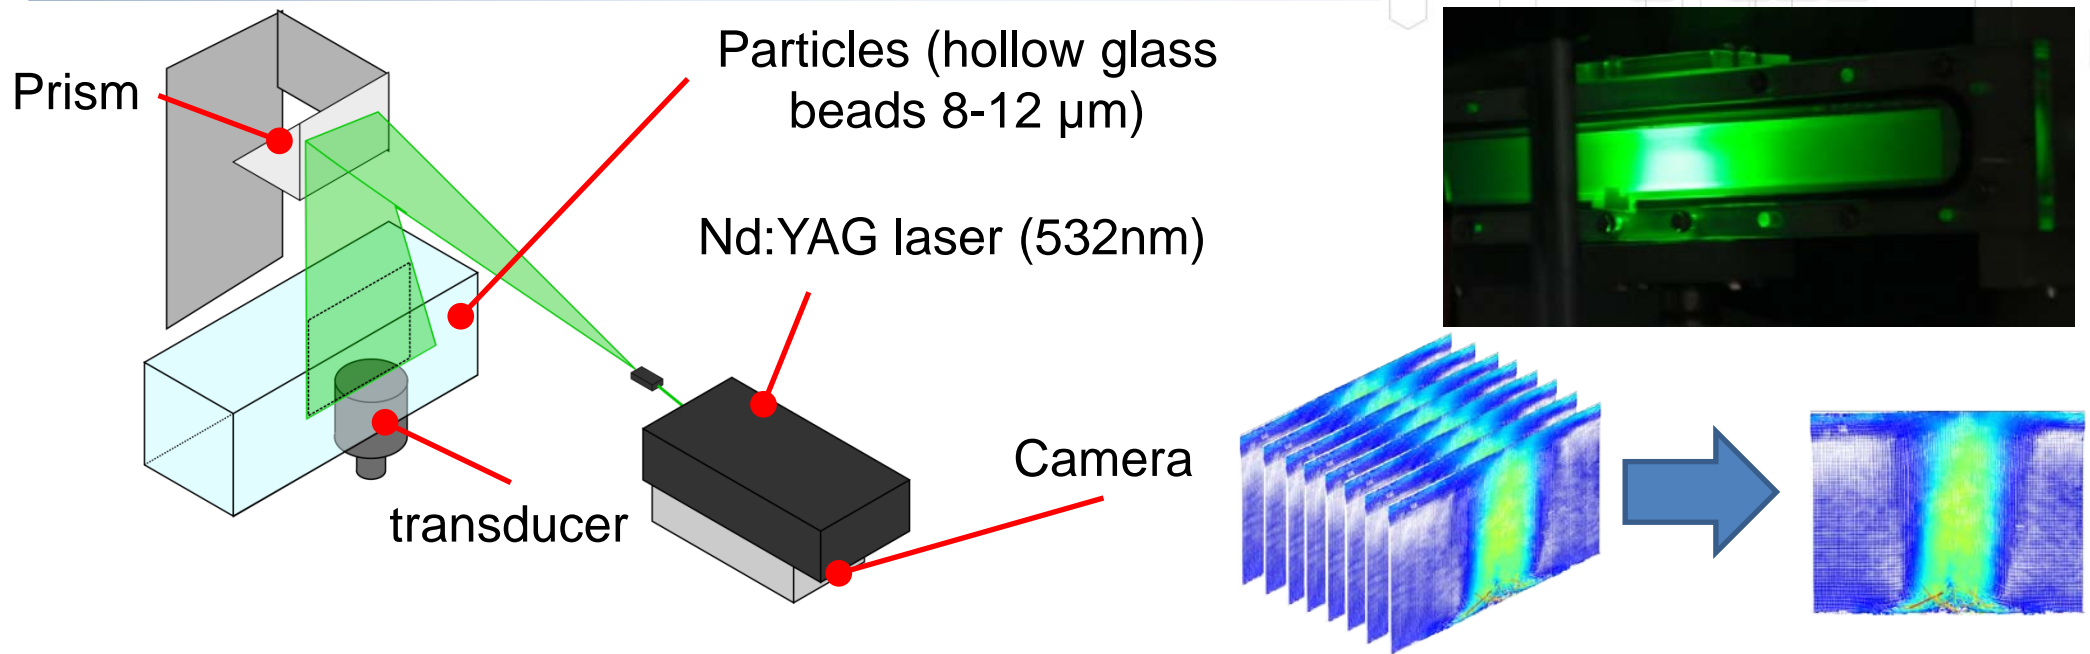 Prism
Particles (hollow glass
beads 8-12 µm)
Nd:YAG laser (532nm)
Camera
transducer